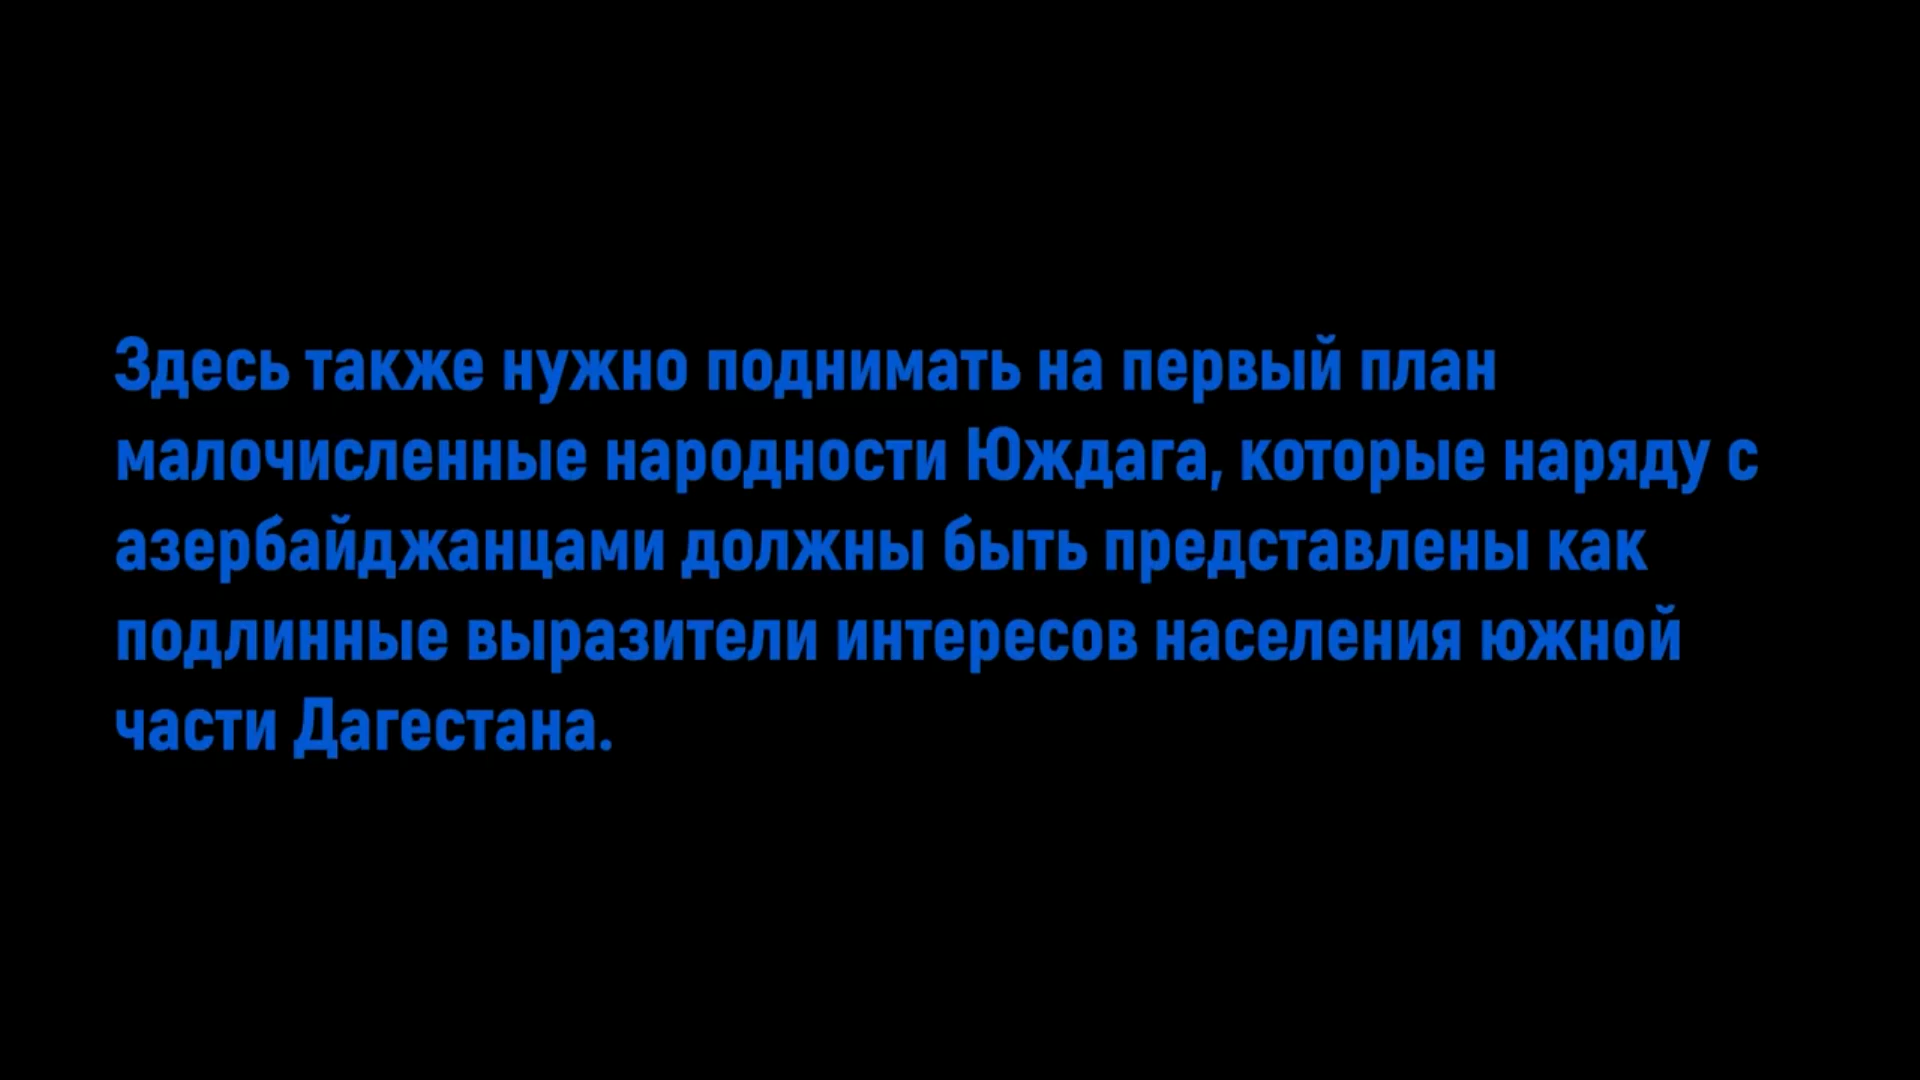 Здесь также нужно поднимать на первый план
малочисленные народности Юждага, которые наряду с
азербайджанцами должны быть представлены как
подлинные выразители интересов населения южной
части Дагестана.